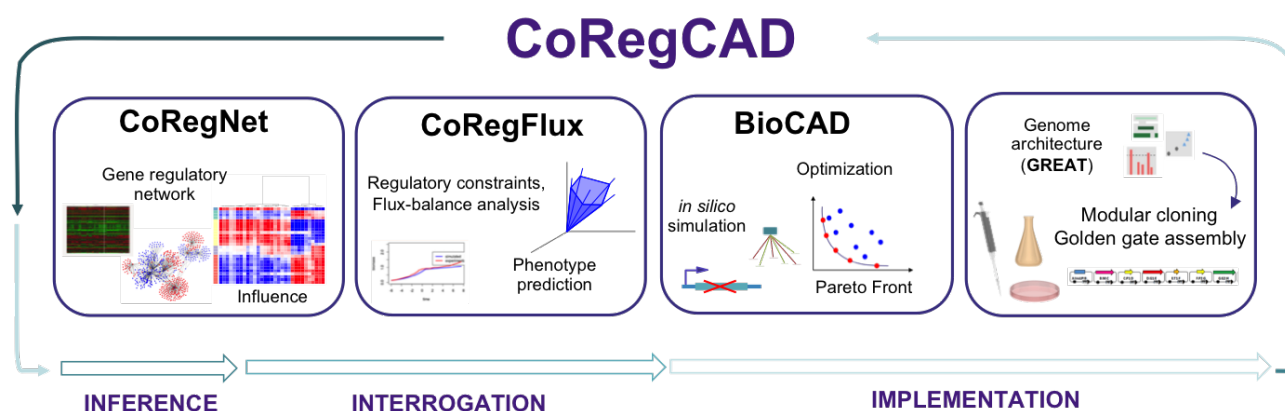 CoRegCAD
CoRegNet
Gene regulatory
network
Influence
CoRegFlux
Regulatory constraints,
Flux-balance analysis
Phenotype
prediction
BioCAD
Optimization
in silico
simulation
Pareto Front
Genome
architecture
(GREAT)
Modular cloning
Golden gate assembly
INFERENCE
INTERROGATION
IMPLEMENTATION